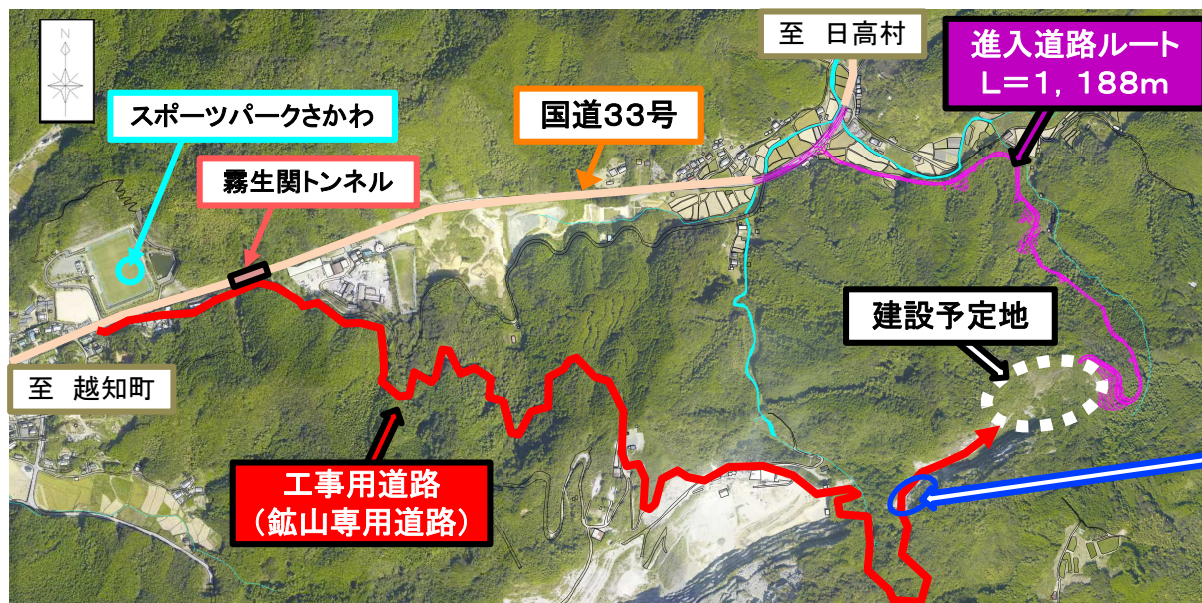 N
至 日高村
進入道路ルート
L=1,188m
スポーツパークさかわ
国道33号
霧生関トンネル
建設予定地
至 越知町
工事用道路
（鉱山専用道路）